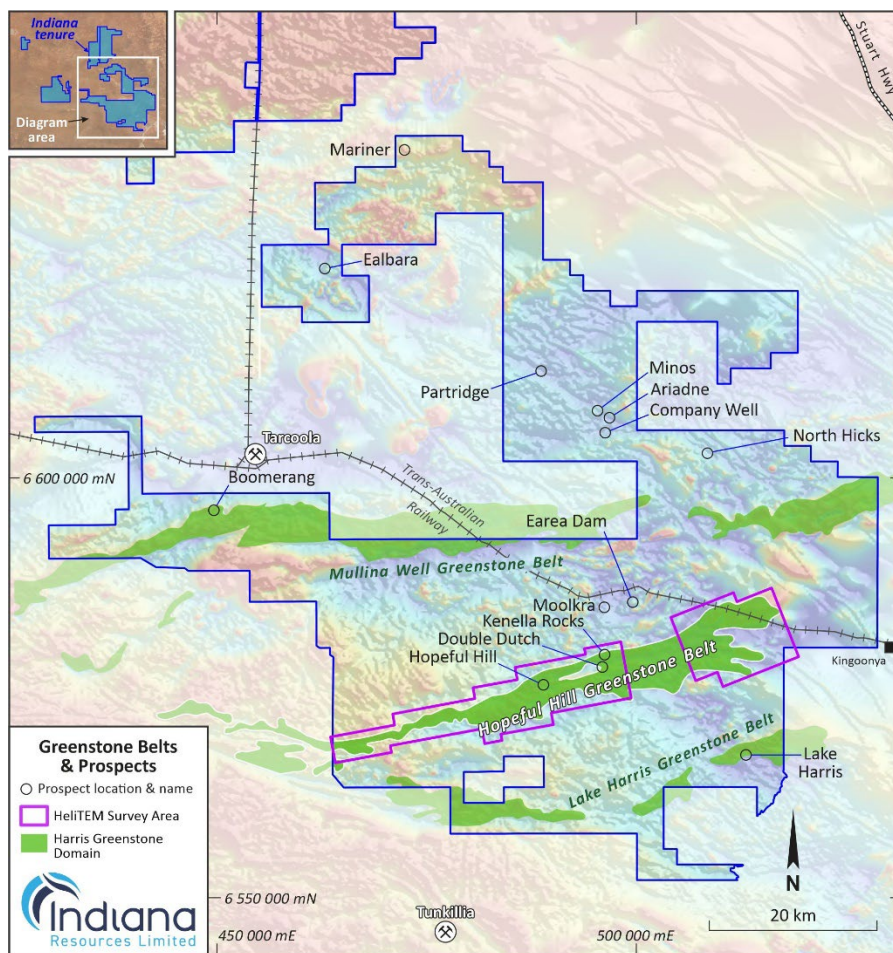 Indiana
tenure
Diagram
area
Stuart Hwy
Mariner
Ealbara
Partridge
Minos
Ariadne
Company Well
North Hicks
Tarcoola
6 600 000 mN
Boomerang
Trans-Australian
Railway
Earea Dam
Mullina Well Greenstone Belt
Moolkra
Kenella Rocks
Double Dutch
Hopeful Hill
Hopeful Hill Greenstone Belt
Kingoonya
Lake Harris Greenstone Belt
Lake
Harris
Greenstone Belts
& Prospects
Prospect location & name
HeliTEM Survey Area
Harris Greenstone
Domain
Indiana
Resources Limited
6 550 000 mN
Tunkillia
450 000 mE
500 000 mE
N
20 km